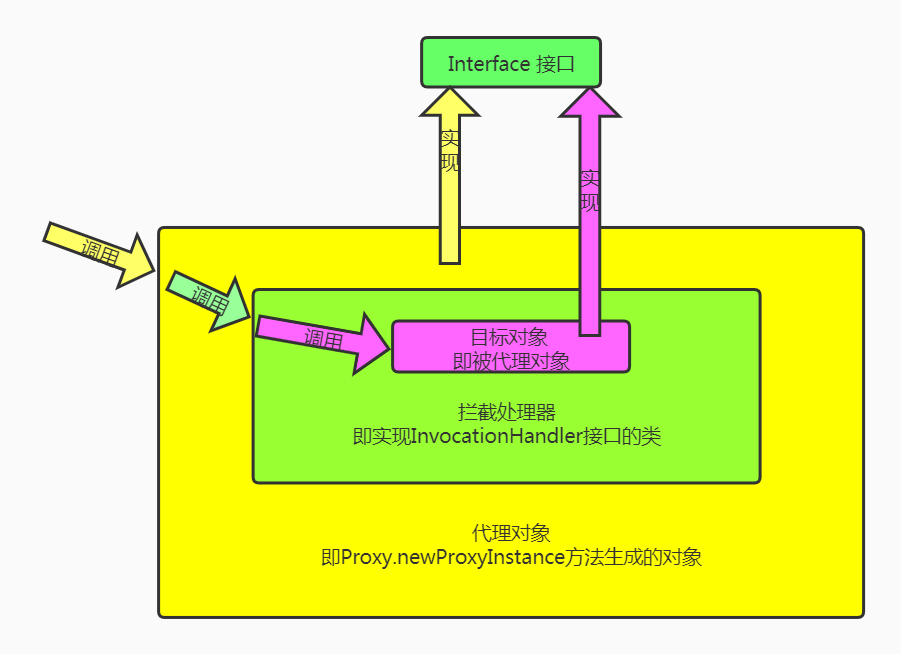 Interface 接口
实
现
实
现
调用
调用
调用
目标对象
即被代理对象
拦截处理器
即实现InvocationHandler接口的类
代理对象
即Proxy.newProxyInstance方法生成的对象